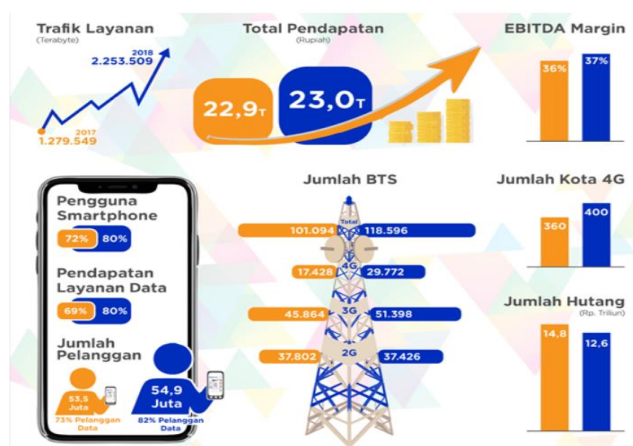 Trafik Layanan
(Terabyte)
2018
2.253.509
2017
1.279.549
Total Pendapatan
(Rupiah)
22,9T
23,0T
EBITDA Margin
36%
37%
Pengguna
Smartphone
72% 80%
Pendapatan
Layanan Data
69% 80%
Jumlah
Pelanggan
53,5
Juta
73% Pelanggan
Data
54,9
Juta
82% Pelanggan
Data
Jumlah BTS
Total
101.094 118.596
4G
17.428 29.772
3G
45.864 51.398
2G
37.802 37.426
Jumlah Kota 4G
360
400
Jumlah Hutang
(Rp. Triliun)
14,8
12,6